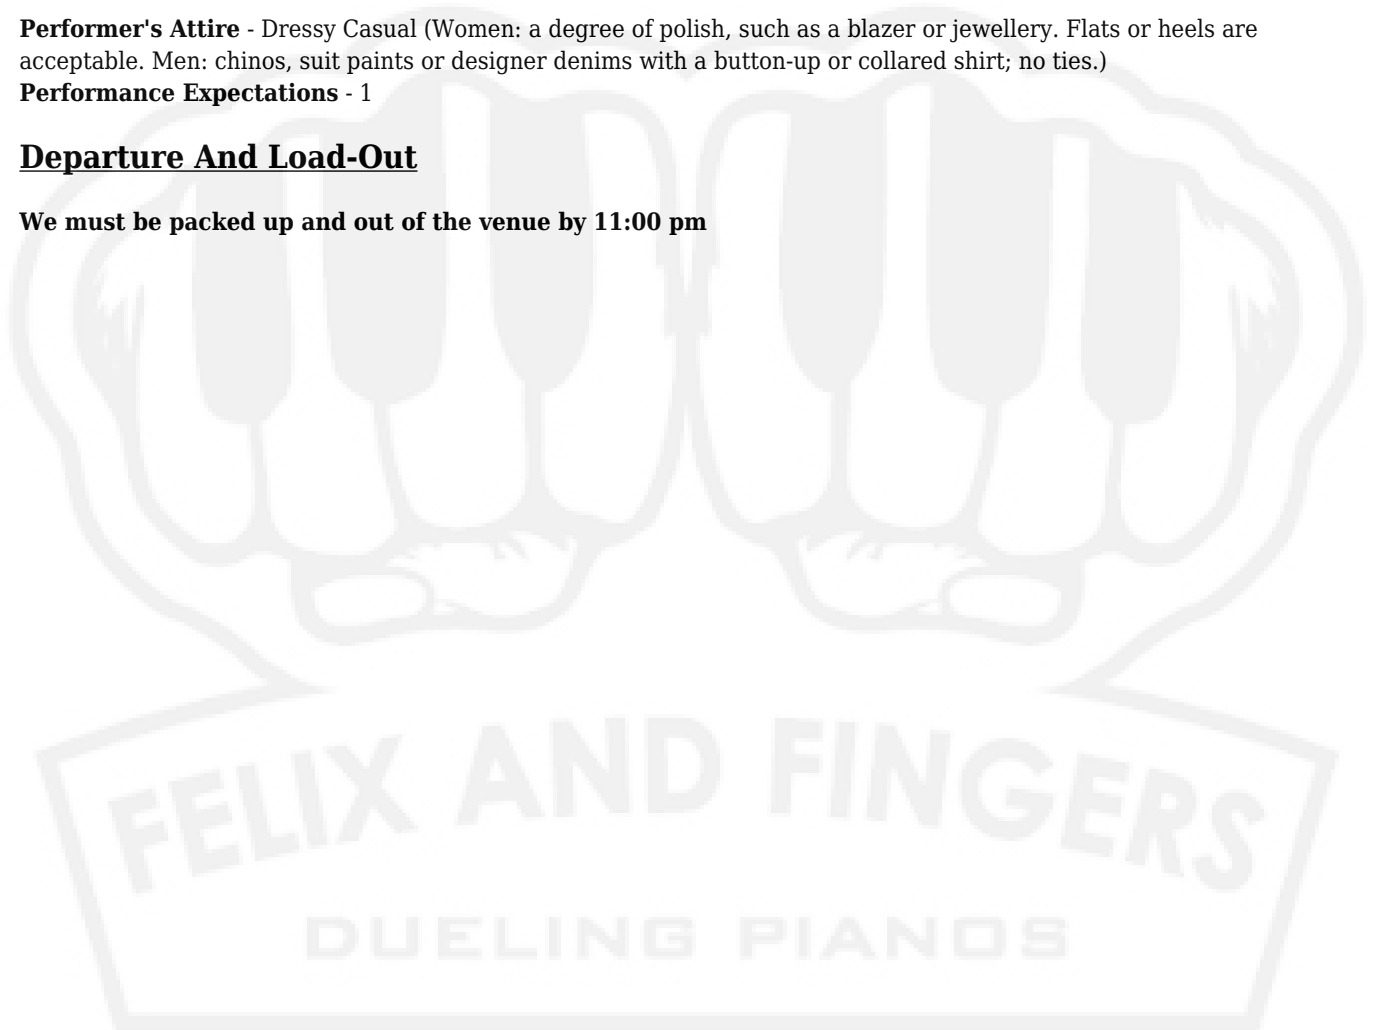 Performer's Attire - Dressy Casual (Women: a degree of polish, such as a blazer or jewellery. Flats or heels are
acceptable. Men: chinos, suit paints or designer denims with a button-up or collared shirt; no ties.)
Performance Expectations - 1
Departure And Load-Out
We must be packed up and out of the venue by 11:00 pm
FELIX AND FINGERS
DUELING PIANOS